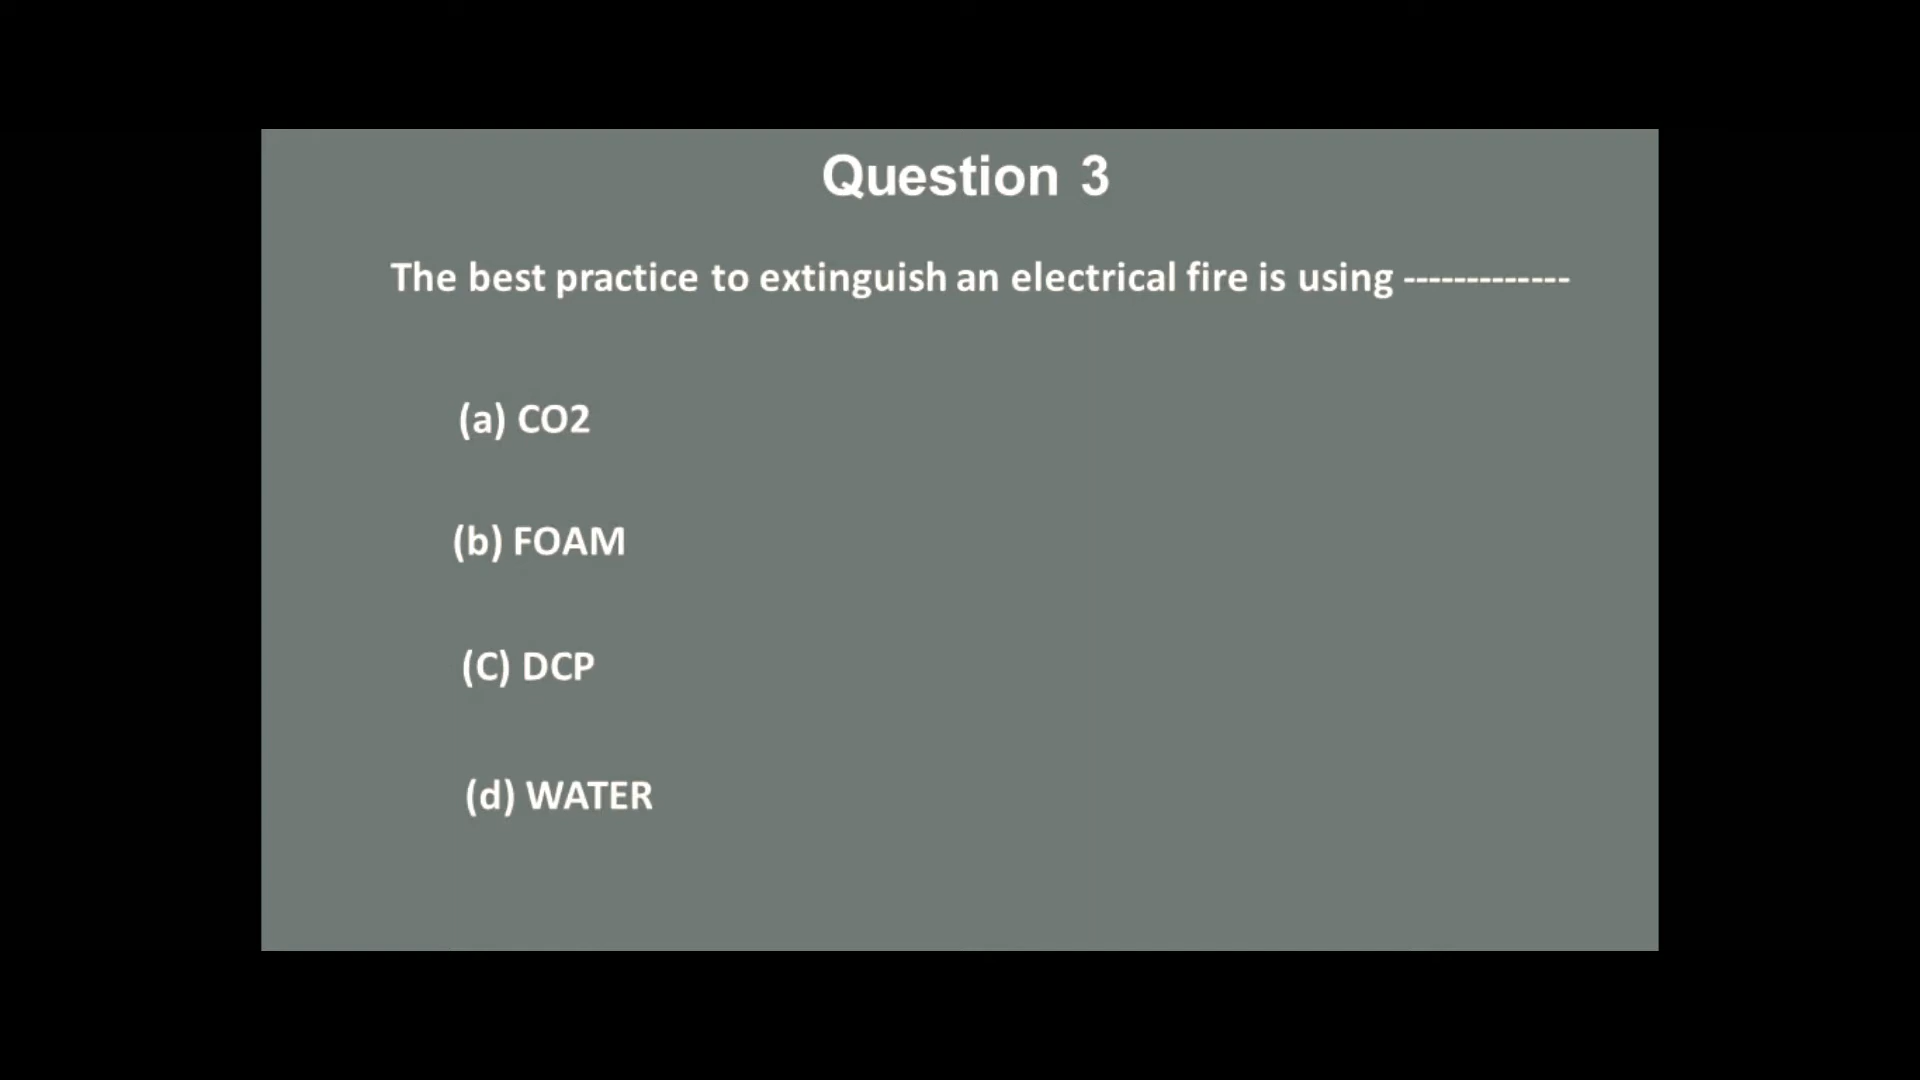 Question 3
The best practice to extinguish an electrical fire is using -------------
(a) CO2
(b) FOAM
(C) DCP
(d) WATER